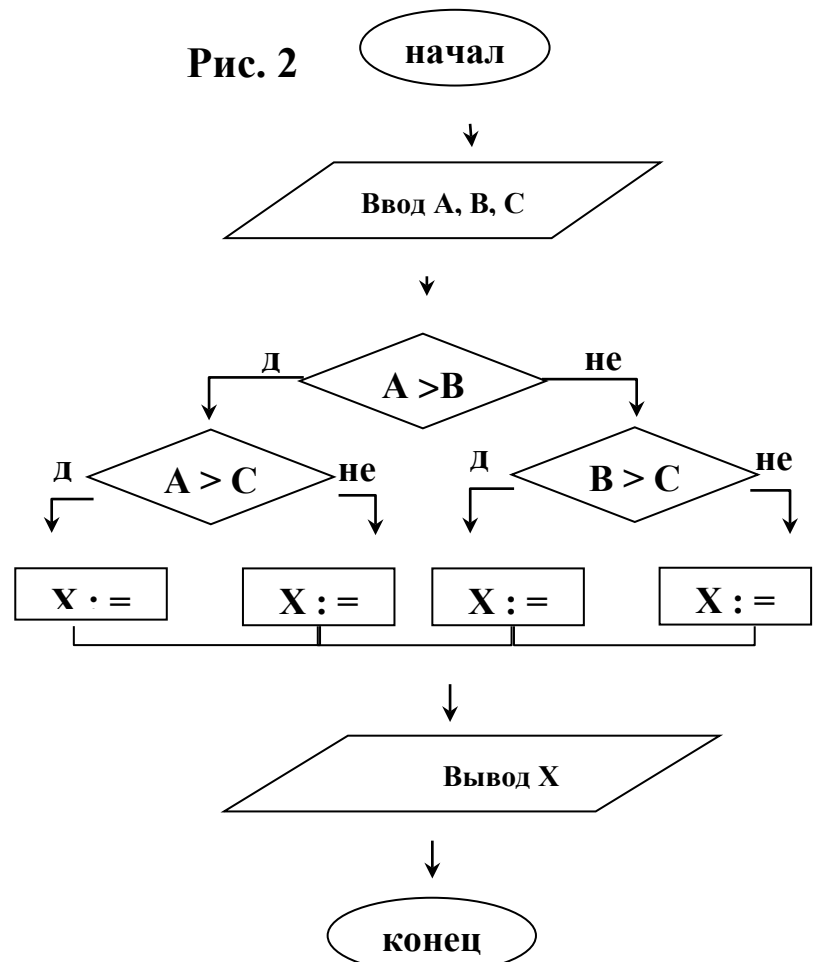 Рис. 2
начал
Ввод А, В, С
А >В
д
не
А > С
д
не
В > С
д
не
Х : =
Х : =
Х : =
Х : =
Вывод Х
конец